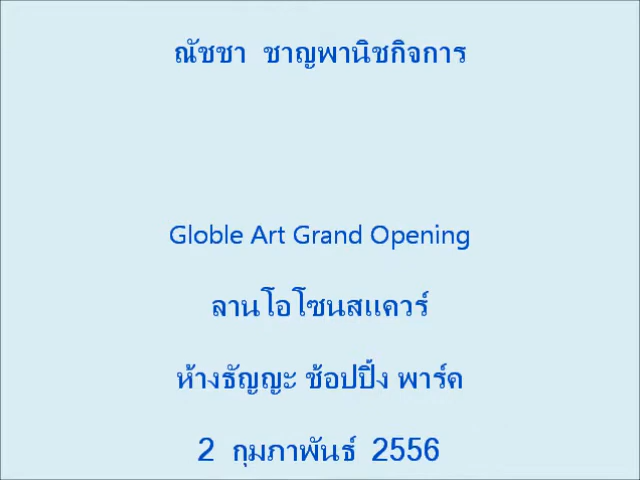 ณัชชา ชาญพานิชกิจการ
Globle Art Grand Opening
ลานโอโซนสแควร์
ห้างธัญญะ ช้อปปิ้ง พาร์ค
2 กุมภาพันธ์ 2556